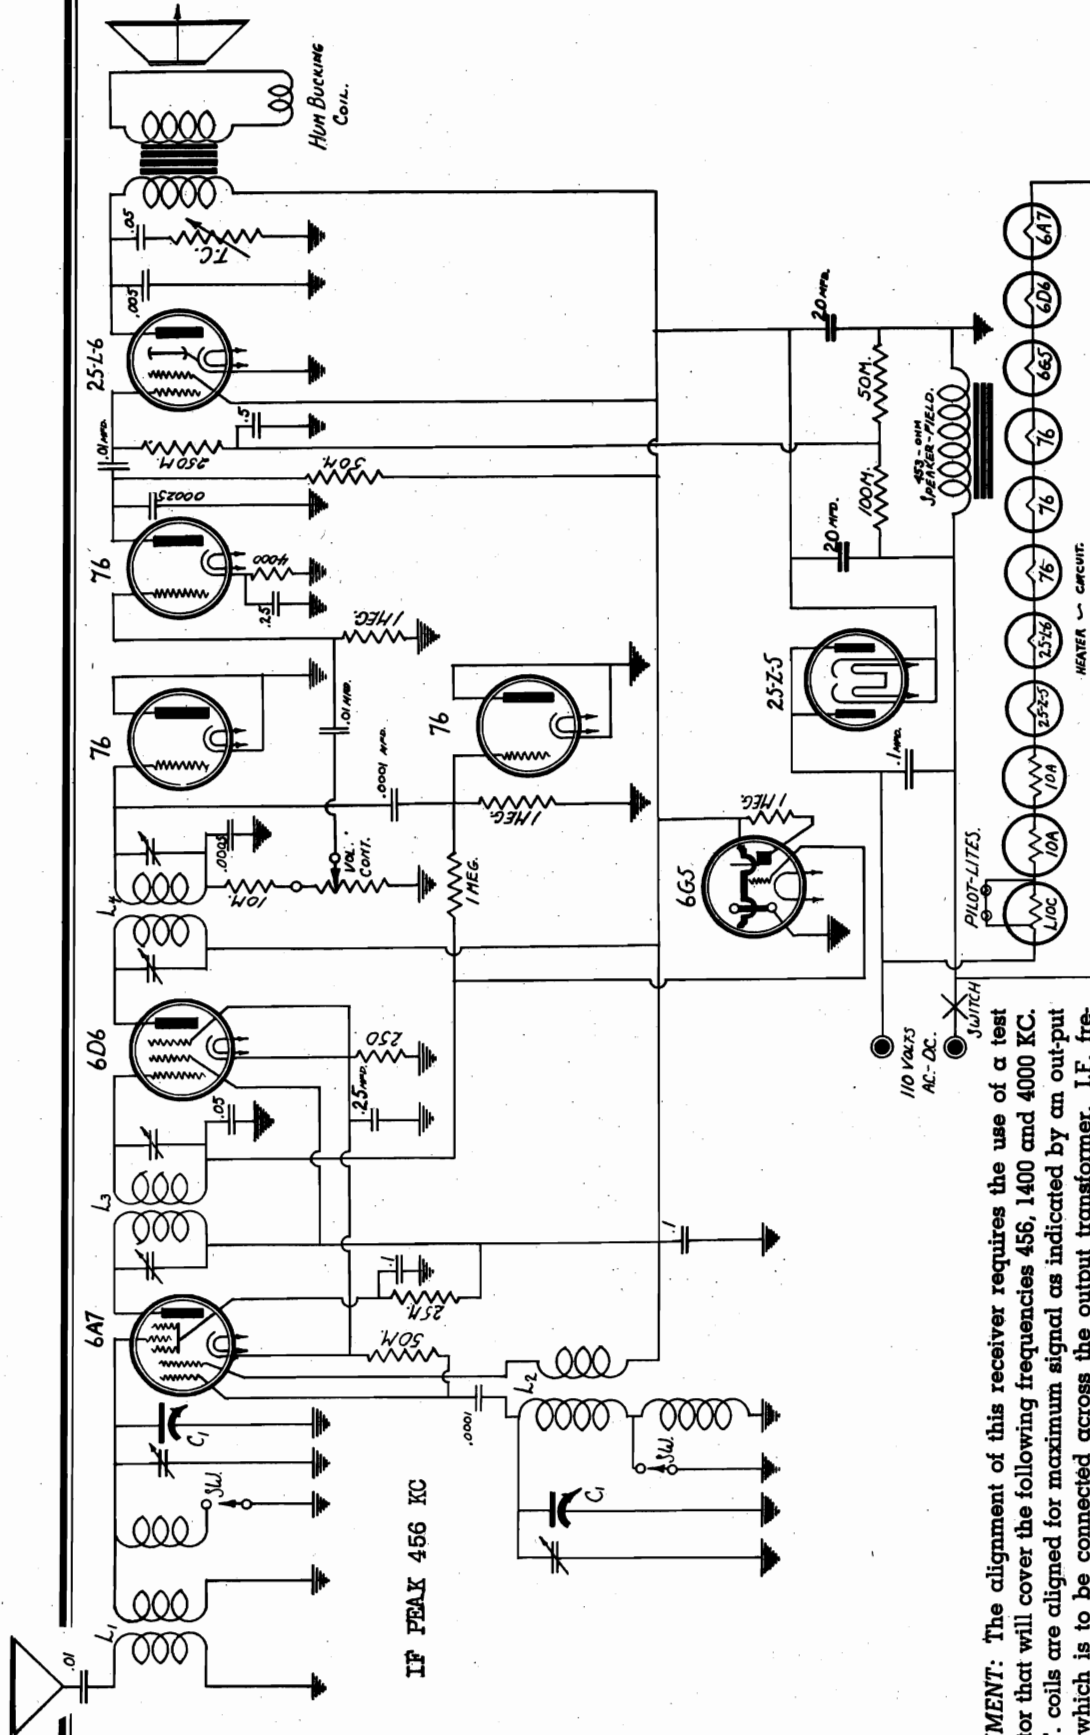 .01
L1
SW.
C1
6A7
50M.
25M.
.1
.0001
L2
SW.
C1
IF PEAK 456 KC
L3
.05
6D6
.25 MFD.
250
.1
L4
.0005
10M.
VOL.
CONT.
1 MEG.
.0001 MFD.
1 MEG.
76
.01 MFD.
76
1 MEG.
76
.25
4000
.00025
.01 MFD.
250M.
50M.
.5
25-L-6
.005
.05
T.C.
HUM BUCKING
COIL.
6G5
1 MEG.
110 VOLTS
AC.-DC.
SWITCH
.1 MFD.
25-Z-5
20 MFD.
100M.
50M.
20 MFD.
453-OHM
SPEAKER-FIELD.
PILOT-LITES.
L10C
10A
10A
25-Z-5
25-L6
76
76
76
6G5
6D6
6A7
HEATER ~ CIRCUIT.
MENT: The alignment of this receiver requires the use of a test
tor that will cover the following frequencies 456, 1400 and 4000 KC.
. coils are aligned for maximum signal as indicated by an out-put
which is to be connected across the output transformer. I.F. fre-